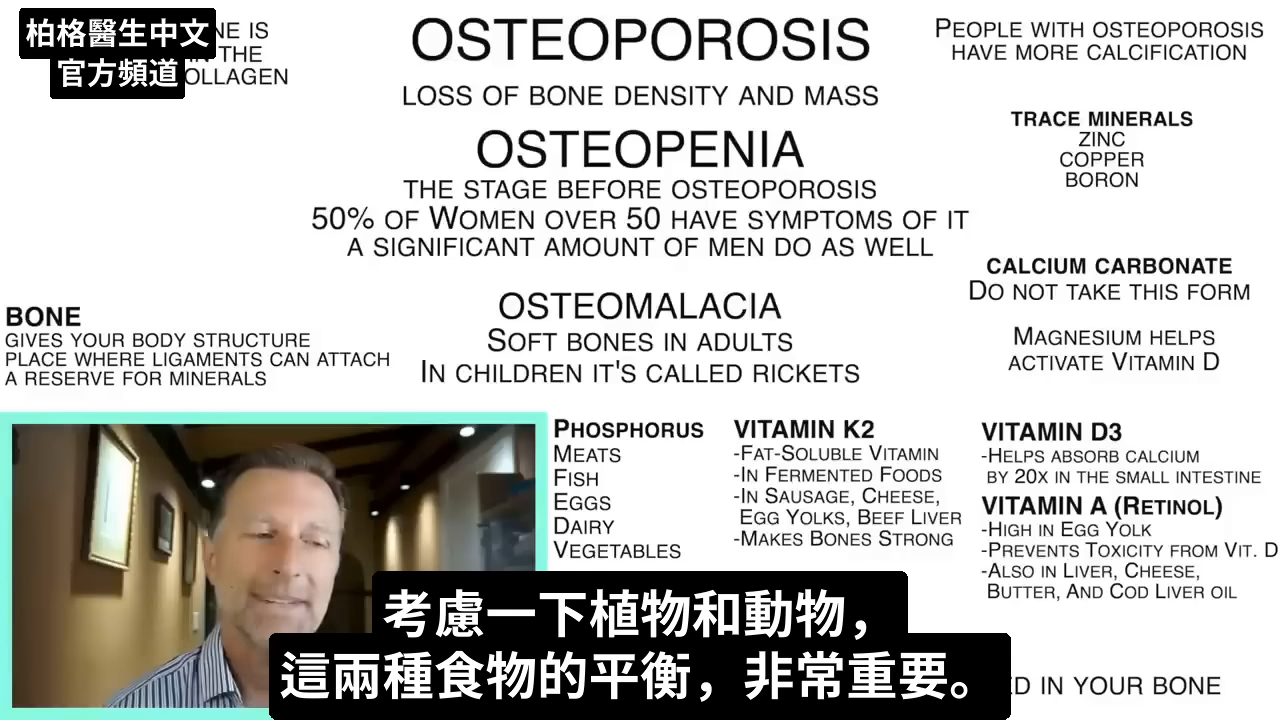 柏格醫生中文
官方頻道
NE IS
THE
OLLAGEN
OSTEOPOROSIS
LOSS OF BONE DENSITY AND MASS
OSTEOPENIA
THE STAGE BEFORE OSTEOPOROSIS
50% OF WOMEN OVER 50 HAVE SYMPTOMS OF IT
A SIGNIFICANT AMOUNT OF MEN DO AS WELL
OSTEOMALACIA
SOFT BONES IN ADULTS
IN CHILDREN IT'S CALLED RICKETS
PEOPLE WITH OSTEOPOROSIS
HAVE MORE CALCIFICATION
TRACE MINERALS
ZINC
COPPER
BORON
CALCIUM CARBONATE
DO NOT TAKE THIS FORM
MAGNESIUM HELPS
ACTIVATE VITAMIN D
BONE
GIVES YOUR BODY STRUCTURE
PLACE WHERE LIGAMENTS CAN ATTACH
A RESERVE FOR MINERALS
PHOSPHORUS
MEATS
FISH
EGGS
DAIRY
VEGETABLES
VITAMIN K2
-FAT-SOLUBLE VITAMIN
-IN FERMENTED FOODS
-IN SAUSAGE, CHEESE,
EGG YOLKS, BEEF LIVER
-MAKES BONES STRONG
VITAMIN D3
-HELPS ABSORB CALCIUM
BY 20X IN THE SMALL INTESTINE
VITAMIN A (RETINOL)
-HIGH IN EGG YOLK
-PREVENTS TOXICITY FROM VIT. D
-ALSO IN LIVER, CHEESE,
BUTTER, AND COD LIVER OIL
ED IN YOUR BONE
考慮一下植物和動物，
這兩種食物的平衡，非常重要。